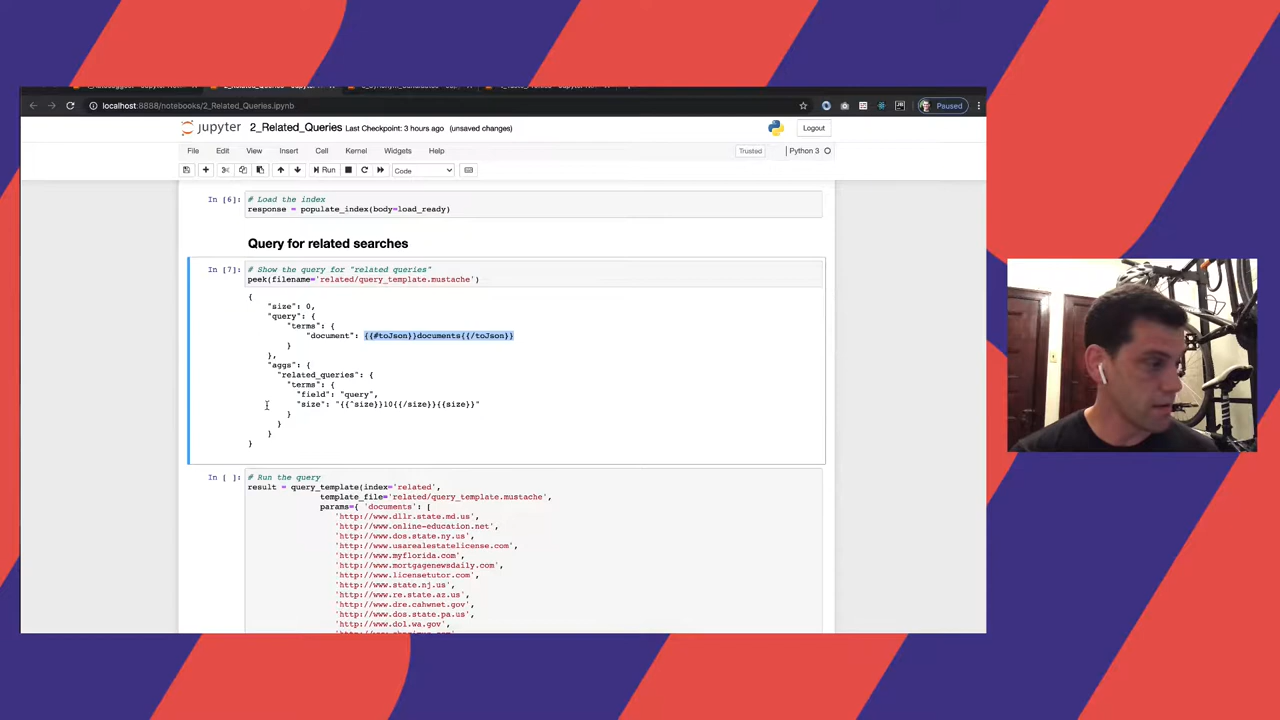 localhost:8888/notebooks/2_Related_Queries.ipynb
Paused
jupyter 2_Related_Queries Last Checkpoint: 3 hours ago (unsaved changes)
Logout
File Edit View Insert Cell Kernel Widgets Help
Trusted Python 3
Run Code
In [6]: # Load the index
response = populate_index(body=load_ready)
Query for related searches
In [7]: # Show the query for "related queries"
peek(filename='related/query_template.mustache')
{
"size": 0,
"query": {
"terms": {
"document": {{#toJson}}documents{{/toJson}}
}
},
"aggs": {
"related_queries": {
"terms": {
"field": "query",
"size": "{{^size}}10{{/size}}{{size}}"
}
}
}
}
In [ ]: # Run the query
result = query_template(index='related',
template_file='related/query_template.mustache',
params={ 'documents': [
'http://www.dllr.state.md.us',
'http://www.online-education.net',
'http://www.dos.state.ny.us',
'http://www.usarealestatelicense.com',
'http://www.myflorida.com',
'http://www.mortgagenewsdaily.com',
'http://www.licensetutor.com',
'http://www.state.nj.us',
'http://www.re.state.az.us',
'http://www.dre.cahwnet.gov',
'http://www.dos.state.pa.us',
'http://www.dol.wa.gov',